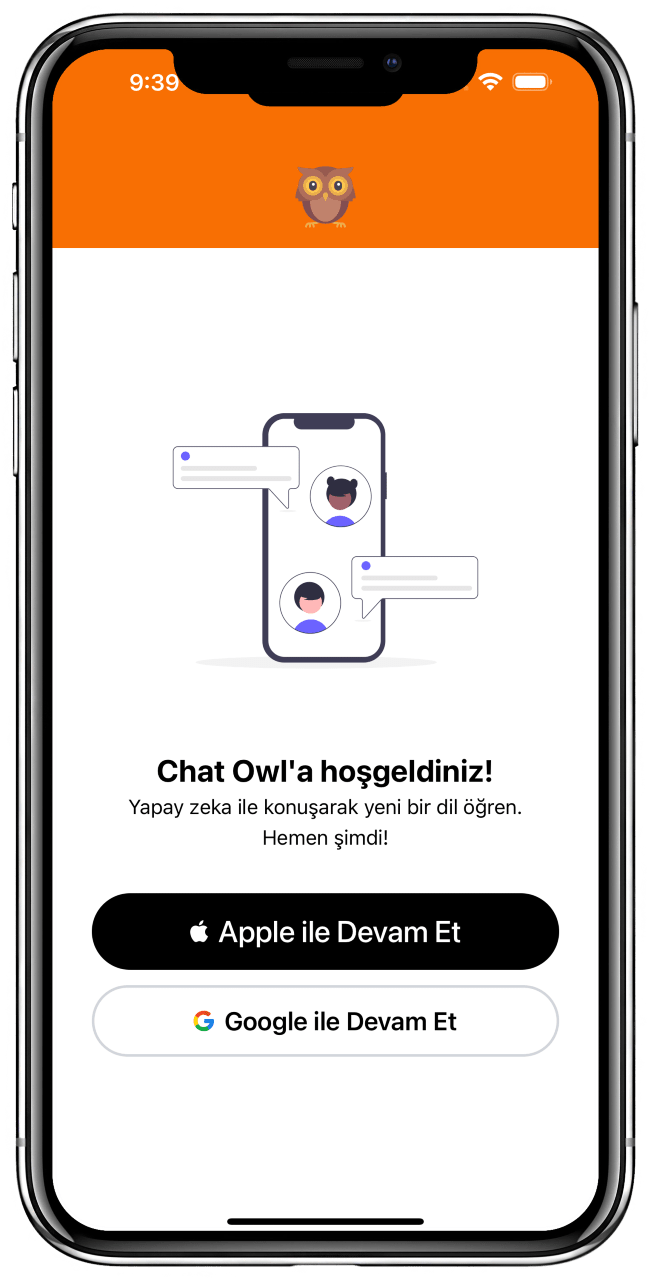 9:39
Chat Owl'a hoşgeldiniz!
Yapay zeka ile konuşarak yeni bir dil öğren.
Hemen şimdi!
Apple ile Devam Et
Google ile Devam Et